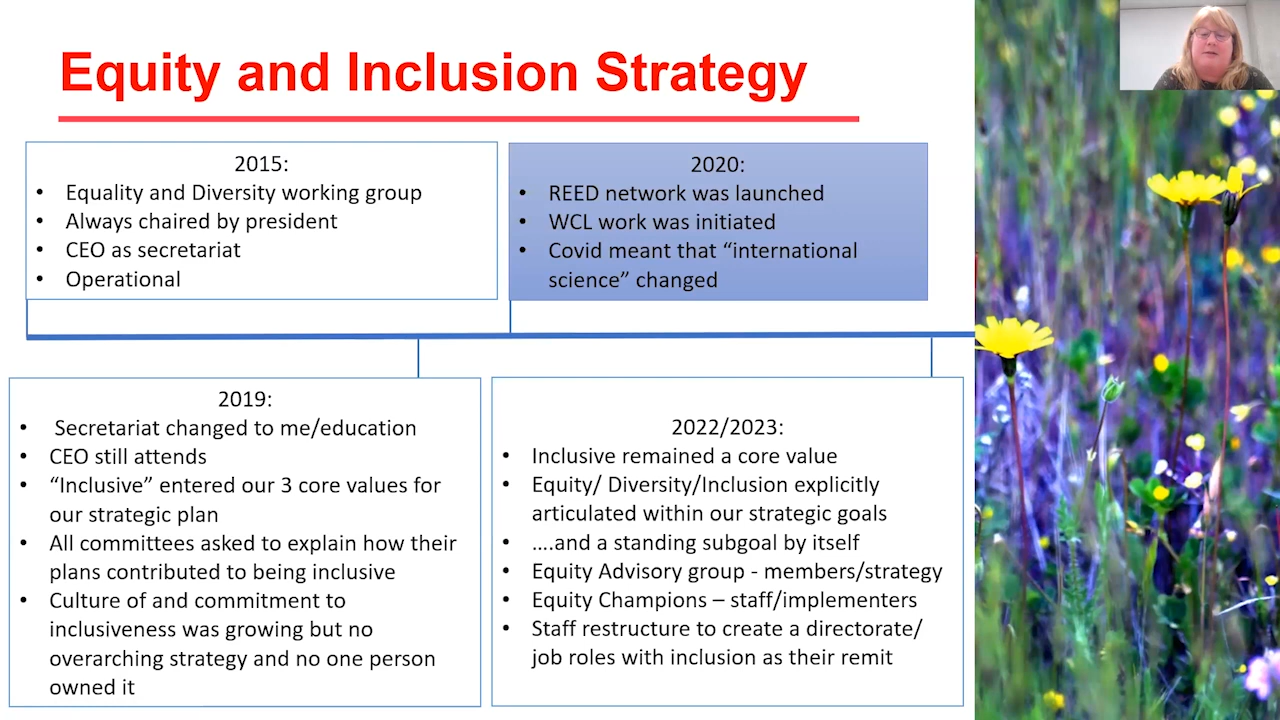 Equity and Inclusion Strategy
2015:
• Equality and Diversity working group
• Always chaired by president
• CEO as secretariat
• Operational
2020:
• REED network was launched
• WCL work was initiated
• Covid meant that “international
science” changed
2019:
• Secretariat changed to me/education
• CEO still attends
• “Inclusive” entered our 3 core values for
our strategic plan
• All committees asked to explain how their
plans contributed to being inclusive
• Culture of and commitment to
inclusiveness was growing but no
overarching strategy and no one person
owned it
2022/2023:
• Inclusive remained a core value
• Equity/ Diversity/Inclusion explicitly
articulated within our strategic goals
• ....and a standing subgoal by itself
• Equity Advisory group - members/strategy
• Equity Champions – staff/implementers
• Staff restructure to create a directorate/
job roles with inclusion as their remit